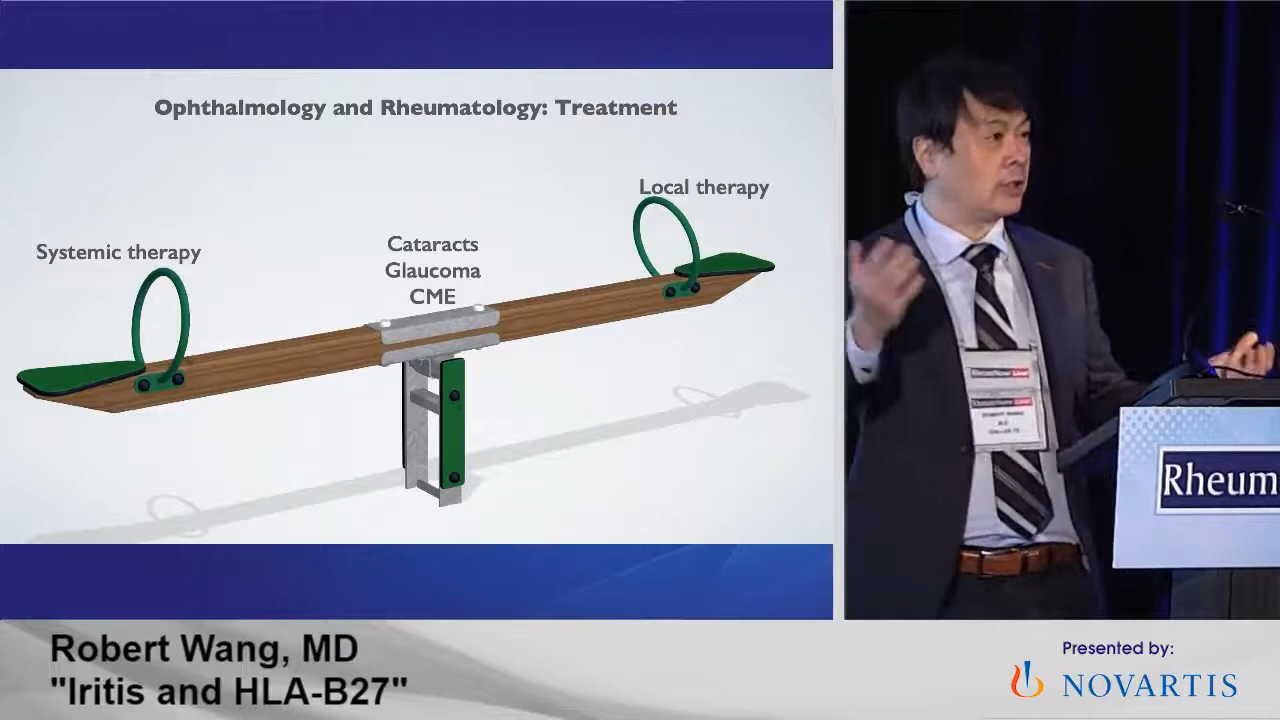 Ophthalmology and Rheumatology: Treatment
Local therapy
Systemic therapy
Cataracts
Glaucoma
CME
Rheum
Robert Wang, MD
"Iritis and HLA-B27"
Presented by:
NOVARTIS